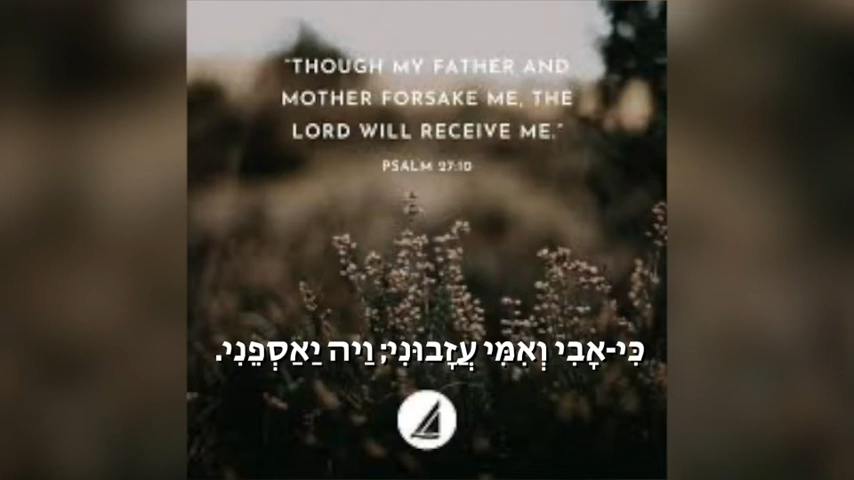 "THOUGH MY FATHER AND
MOTHER FORSAKE ME, THE
LORD WILL RECEIVE ME."
PSALM 27:10
כִּי-אָבִי וְאִמִּי עֲזָבוּנִי; וַיה יַאַסְפֵנִי.